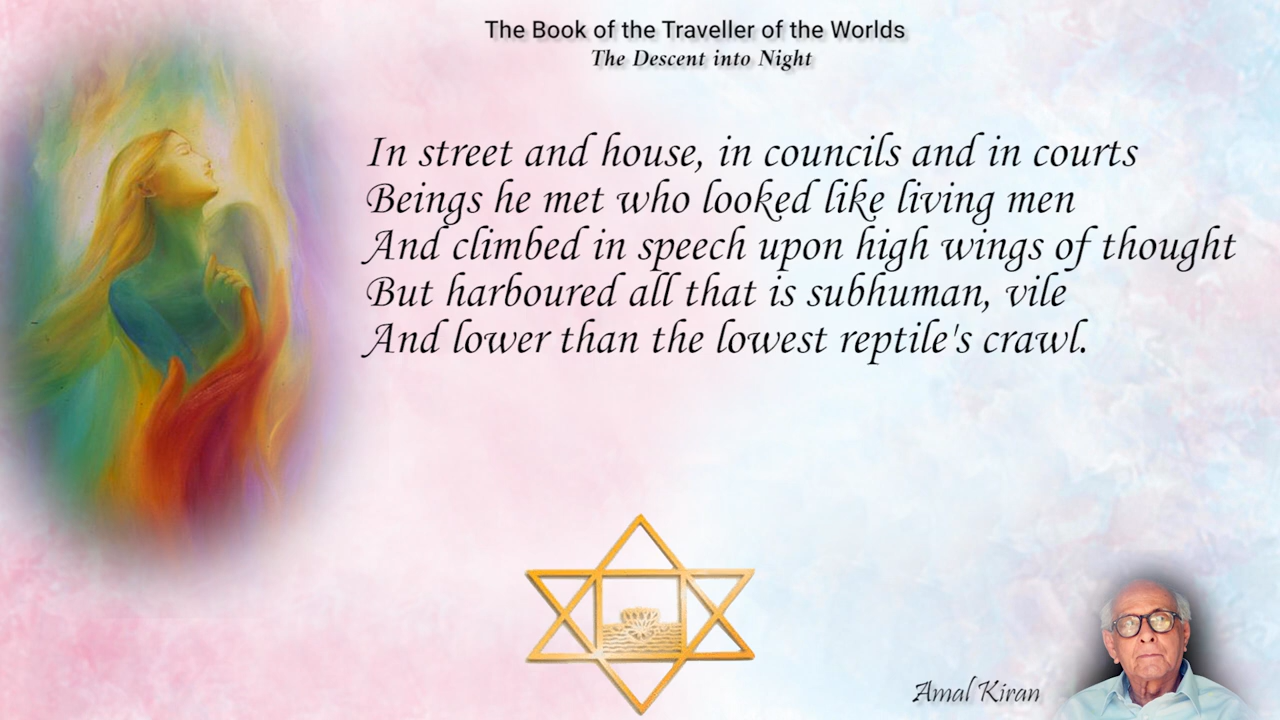 The Book of the Traveller of the Worlds
The Descent into Night
In street and house, in councils and in courts
Beings he met who looked like living men
And climbed in speech upon high wings of thought
But harboured all that is subhuman, vile
And lower than the lowest reptile's crawl.
Amal Kiran